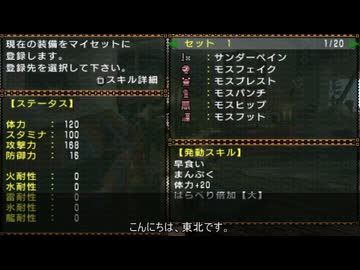 現在の装備をマイセットに
登録します。
登録先を選択して下さい。
□スキル詳細
【ステータス】
体力： 120
スタミナ： 100
攻撃力： 168
防御力： 16
火耐性： 0
水耐性： 0
雷耐性： 0
氷耐性： 0
龍耐性： 0
セット 1 1/20
：サンダーペイン
：モスフェイク
：モスプレスト
：モスパンチ
：モスヒップ
：モスフット
【発動スキル】
早食い
まんぷく
体力+20
はらへり倍加【大】
こんにちは、東北です。